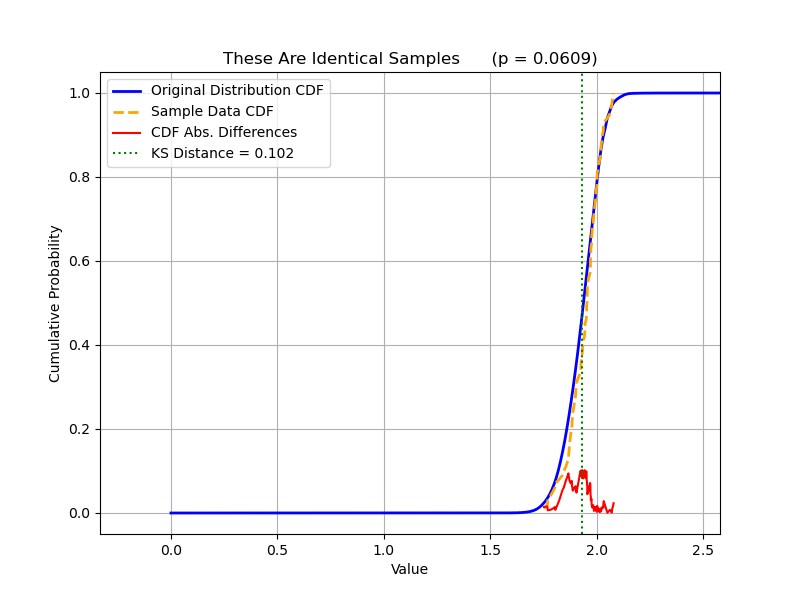 These Are Identical Samples      (p = 0.0609)
Original Distribution CDF
Sample Data CDF
CDF Abs. Differences
KS Distance = 0.102
Cumulative Probability
1.0
0.8
0.6
0.4
0.2
0.0
0.0 0.5 1.0 1.5 2.0 2.5
Value